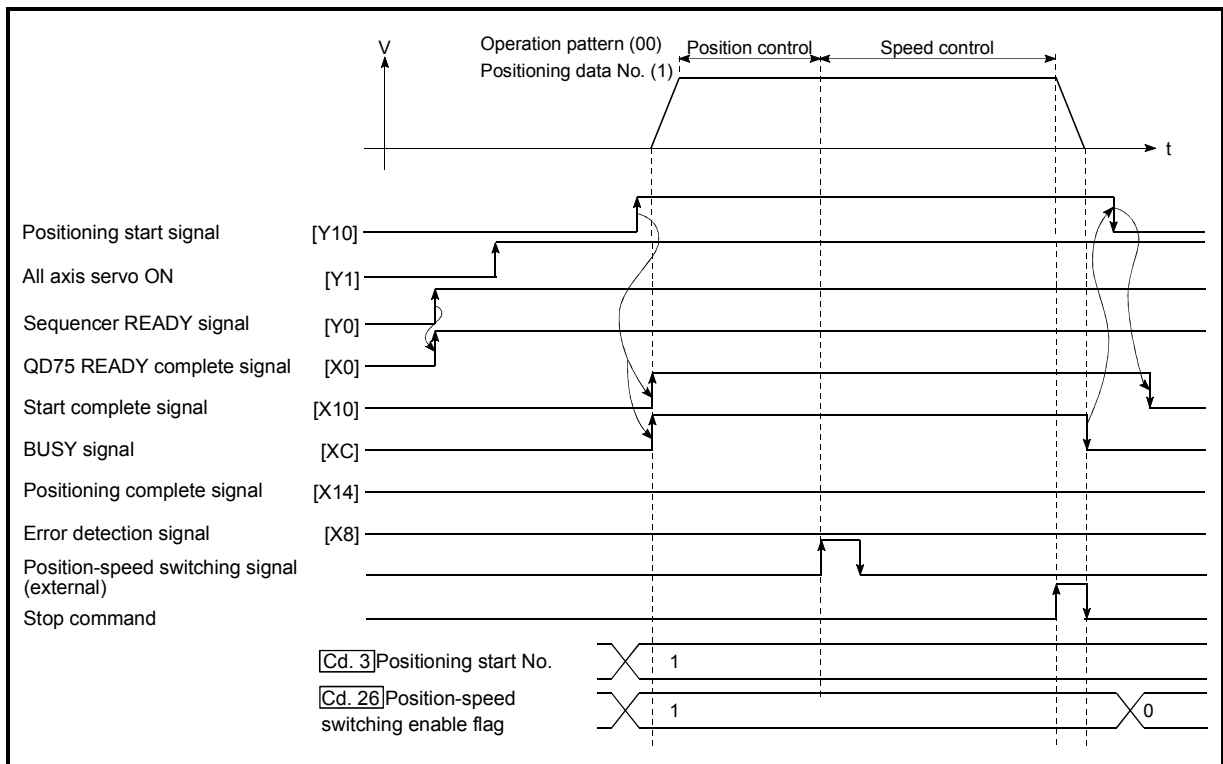 V
Operation pattern (00)
Positioning data No. (1)
Position control
Speed control
t
Positioning start signal [Y10]
All axis servo ON [Y1]
Sequencer READY signal [Y0]
QD75 READY complete signal [X0]
Start complete signal [X10]
BUSY signal [XC]
Positioning complete signal [X14]
Error detection signal [X8]
Position-speed switching signal
(external)
Stop command
Cd. 3 Positioning start No. 1
Cd. 26 Position-speed
switching enable flag 1 0